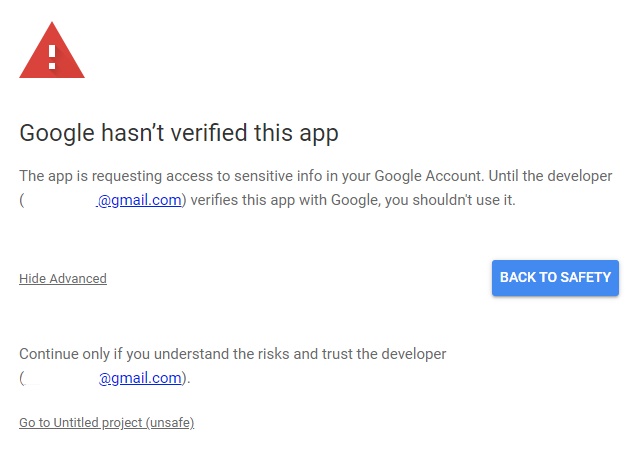 Google hasn't verified this app
The app is requesting access to sensitive info in your Google Account. Until the developer
( @gmail.com) verifies this app with Google, you shouldn't use it.
Hide Advanced
BACK TO SAFETY
Continue only if you understand the risks and trust the developer
( @gmail.com).
Go to Untitled project (unsafe)